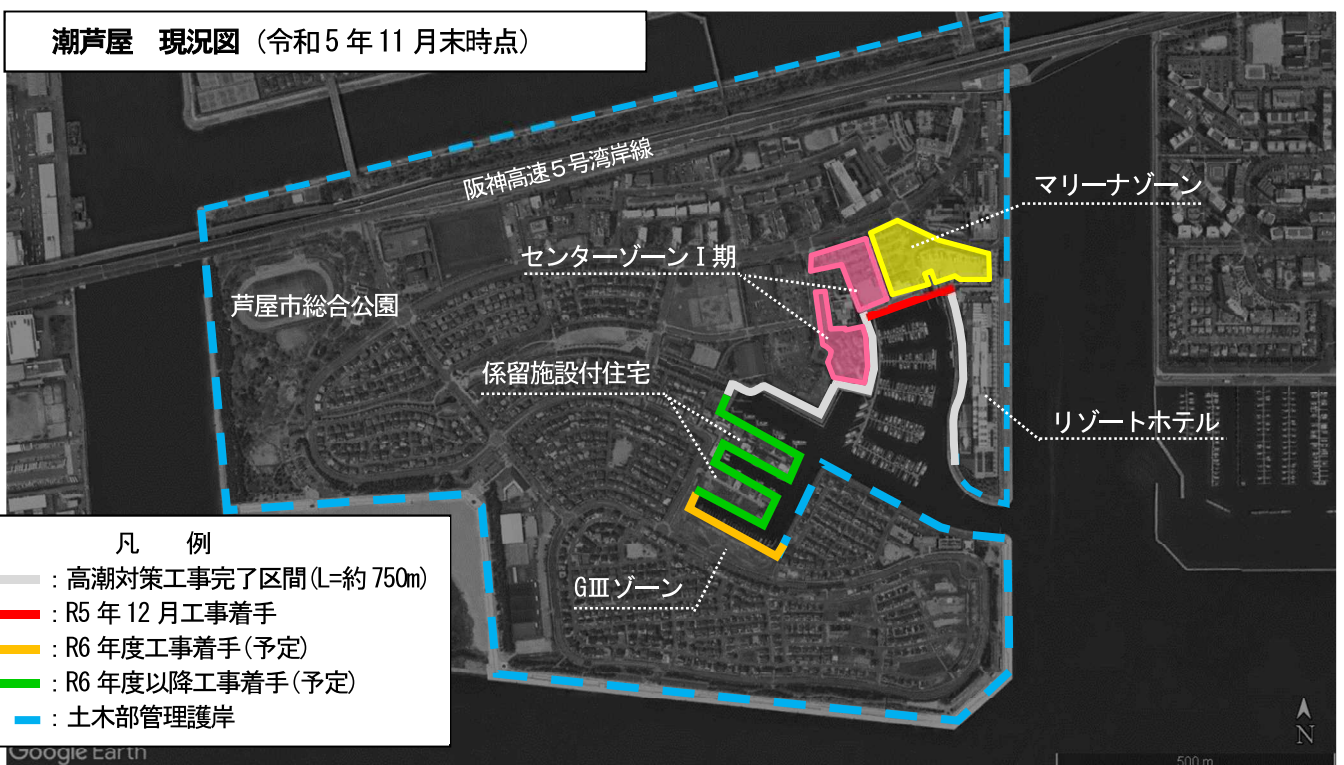 潮芦屋 現況図（令和5年11月末時点）
阪神高速5号湾岸線
マリーナゾーン
センターゾーンⅠ期
芦屋市総合公園
係留施設付住宅
リゾートホテル
GⅢゾーン
凡 例
：高潮対策工事完了区間(L=約750m)
：R5年12月工事着手
：R6年度工事着手(予定)
：R6年度以降工事着手(予定)
：土木部管理護岸
Google Earth
N
500 m